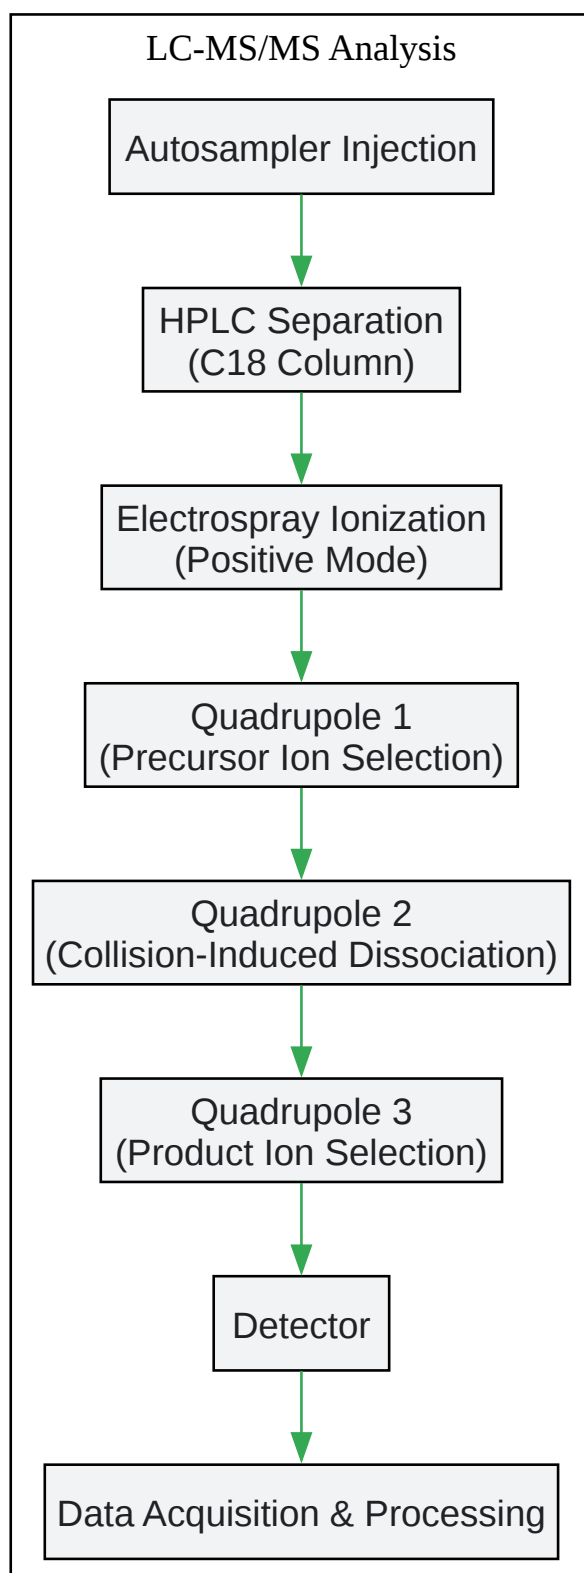 LC-MS/MS Analysis
Autosampler Injection
HPLC Separation
(C18 Column)
Electrospray Ionization
(Positive Mode)
Quadrupole 1
(Precursor Ion Selection)
Quadrupole 2
(Collision-Induced Dissociation)
Quadrupole 3
(Product Ion Selection)
Detector
Data Acquisition & Processing